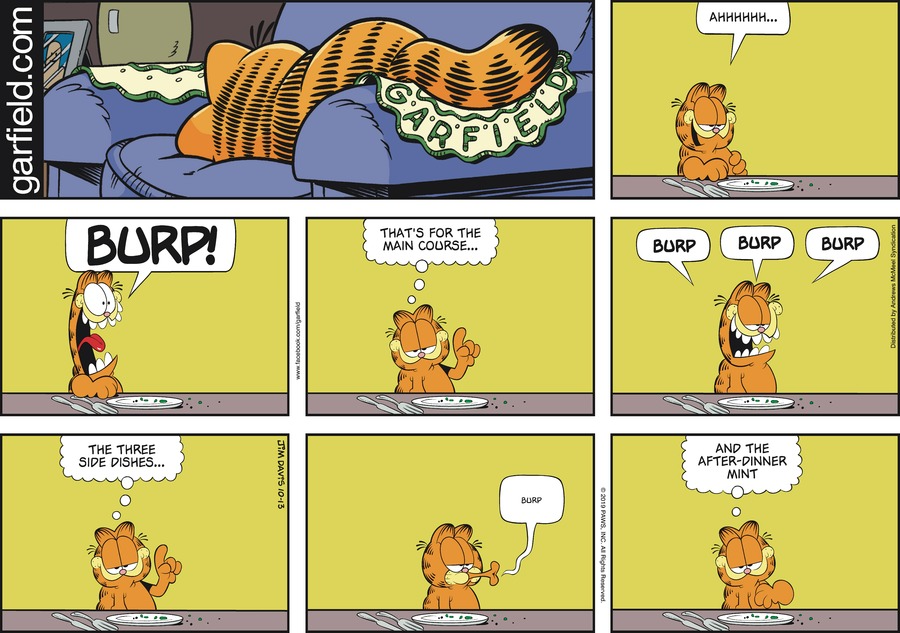 garfield.com
GARFIELD
AHHHHHH...
BURP!
THAT'S FOR THE
MAIN COURSE...
www.facebook.com/garfield
BURP
BURP
BURP
Distributed by Andrews McMeel Syndication
THE THREE
SIDE DISHES...
JIM DAVIS 10-13
BURP
© 2019 PAWS, INC. All Rights Reserved.
AND THE
AFTER-DINNER
MINT